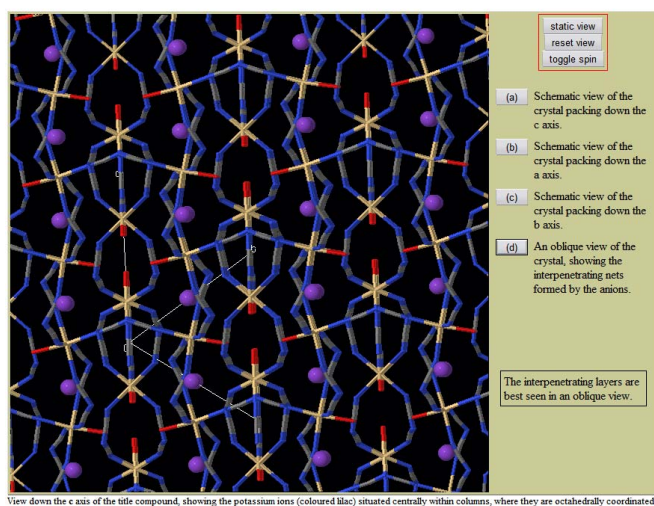 static view
reset view
toggle spin
(a) Schematic view of the
crystal packing down the
c axis.
(b) Schematic view of the
crystal packing down the
a axis.
(c) Schematic view of the
crystal packing down the
b axis.
(d) An oblique view of the
crystal, showing the
interpenetrating nets
formed by the anions.
The interpenetrating layers are
best seen in an oblique view.
View down the c axis of the title compound, showing the potassium ions (coloured lilac) situated centrally within columns, where they are octahedrally coordinated